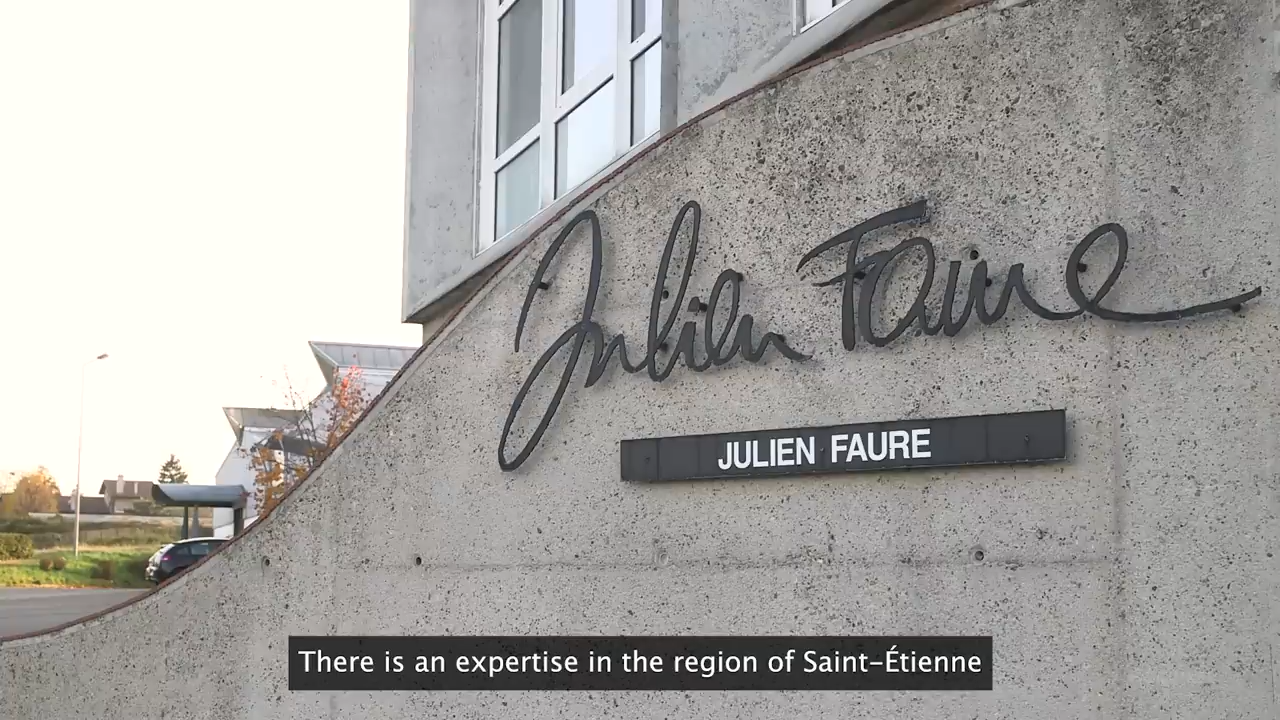 Julien Faure
JULIEN FAURE
There is an expertise in the region of Saint-Étienne